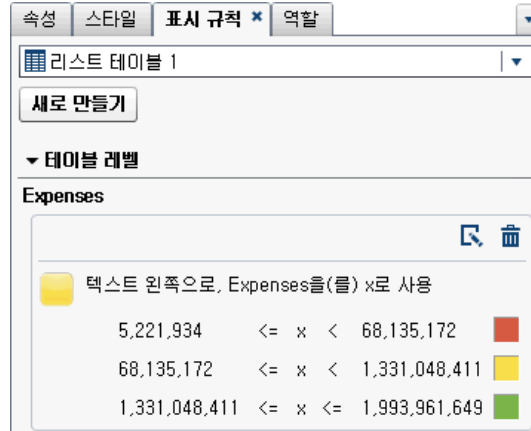 속성 스타일 표시 규칙 × 역할
리스트 테이블 1
새로 만들기
테이블 레벨
Expenses
텍스트 왼쪽으로, Expenses을(를) x로 사용
5,221,934 <= x < 68,135,172
68,135,172 <= x < 1,331,048,411
1,331,048,411 <= x <= 1,993,961,649